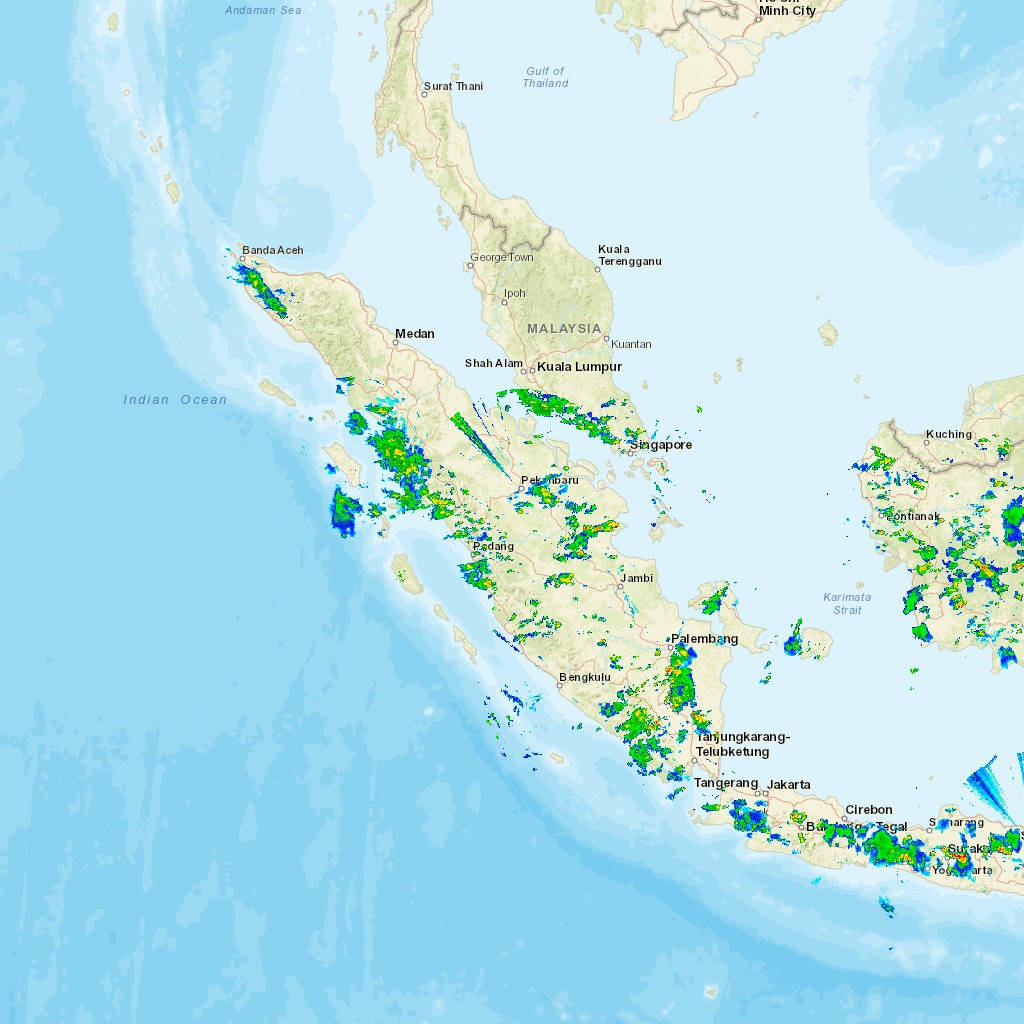 Andaman Sea
Minh City
Gulf of
Thailand
Surat Thani
Banda Aceh
Kuala
Terengganu
George Town
Ipoh
MALAYSIA
Medan
Kuantan
Shah Alam
Kuala Lumpur
Indian Ocean
Kuching
Singapore
Pekanbaru
Pontianak
Padang
Jambi
Karimata
Strait
Palembang
Bengkulu
Tanjungkarang-
Telubketung
Tangerang
Jakarta
Cirebon
Tegal
Semarang
Yogyakarta